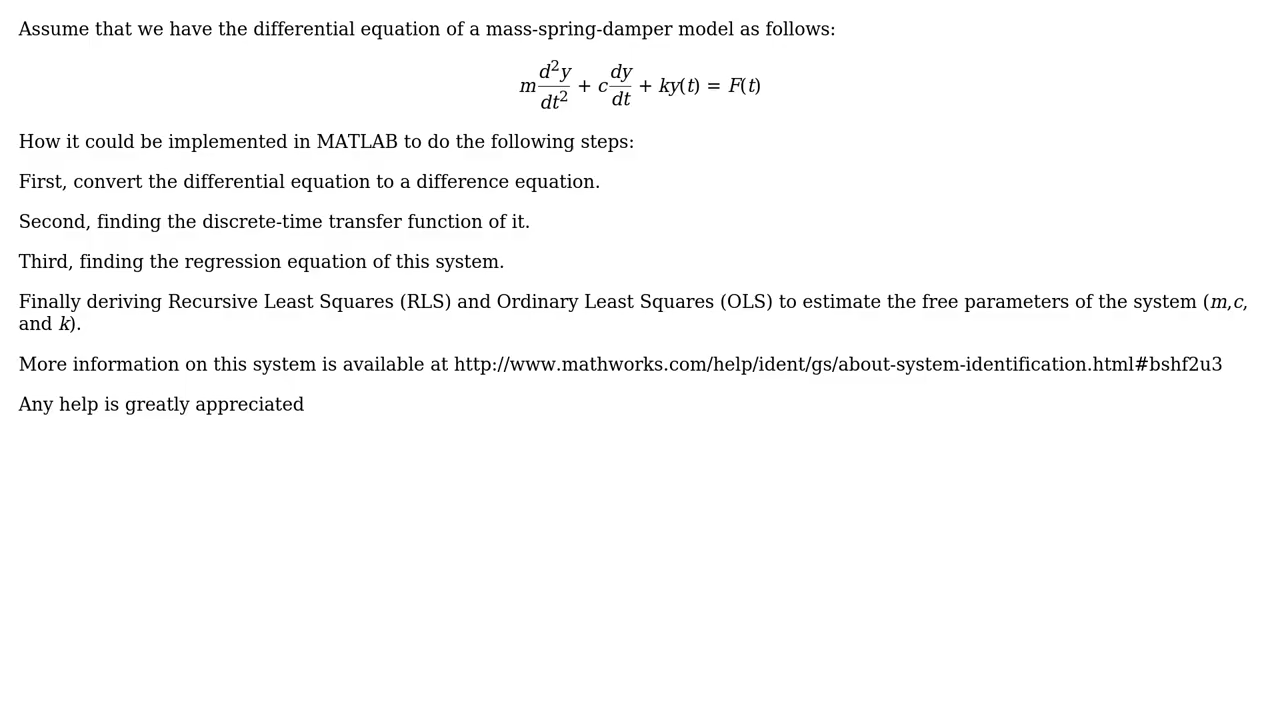 Assume that we have the differential equation of a mass-spring-damper model as follows:
m d²y/dt² + c dy/dt + ky(t) = F(t)
How it could be implemented in MATLAB to do the following steps:
First, convert the differential equation to a difference equation.
Second, finding the discrete-time transfer function of it.
Third, finding the regression equation of this system.
Finally deriving Recursive Least Squares (RLS) and Ordinary Least Squares (OLS) to estimate the free parameters of the system (m,c,
and k).
More information on this system is available at http://www.mathworks.com/help/ident/gs/about-system-identification.html#bshf2u3
Any help is greatly appreciated